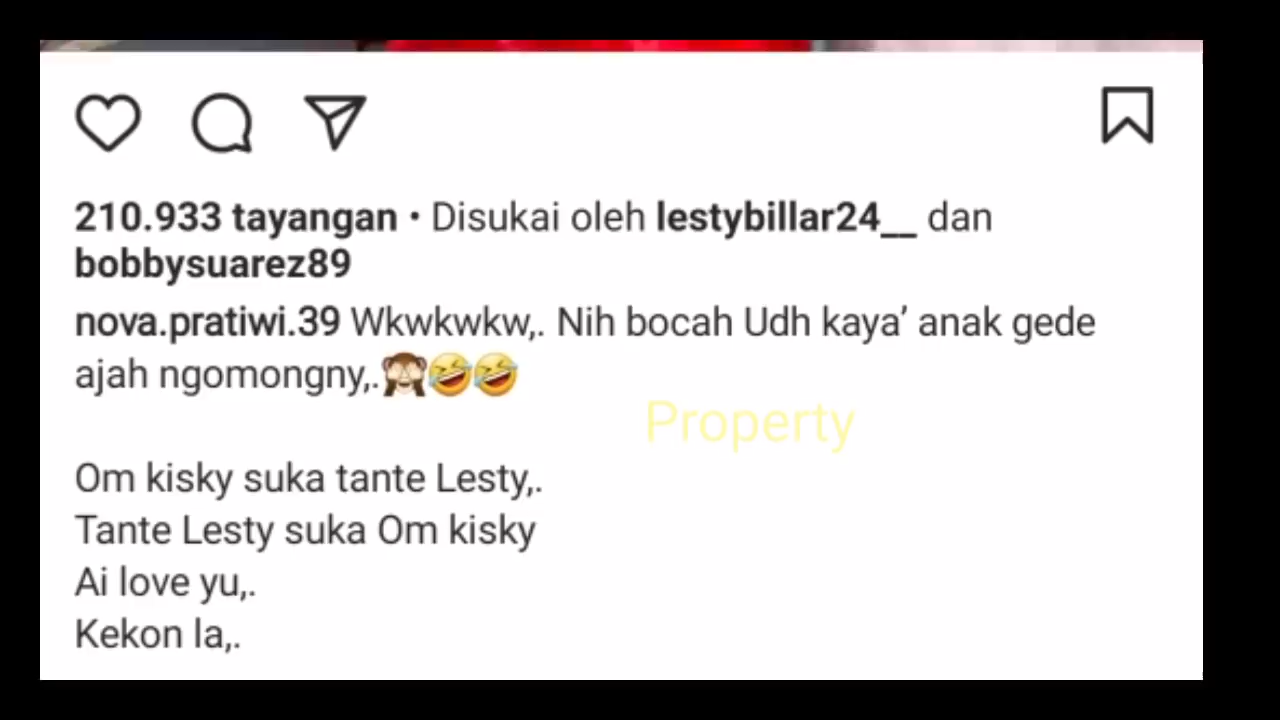 210.933 tayangan • Disukai oleh lestybillar24__ dan
bobbysuarez89
nova.pratiwi.39 Wkwkwkw,. Nih bocah Udh kaya’ anak gede
ajah ngomongny,.🙈🤣🤣
Property
Om kisky suka tante Lesty,.
Tante Lesty suka Om kisky
Ai love yu,.
Kekon la,.